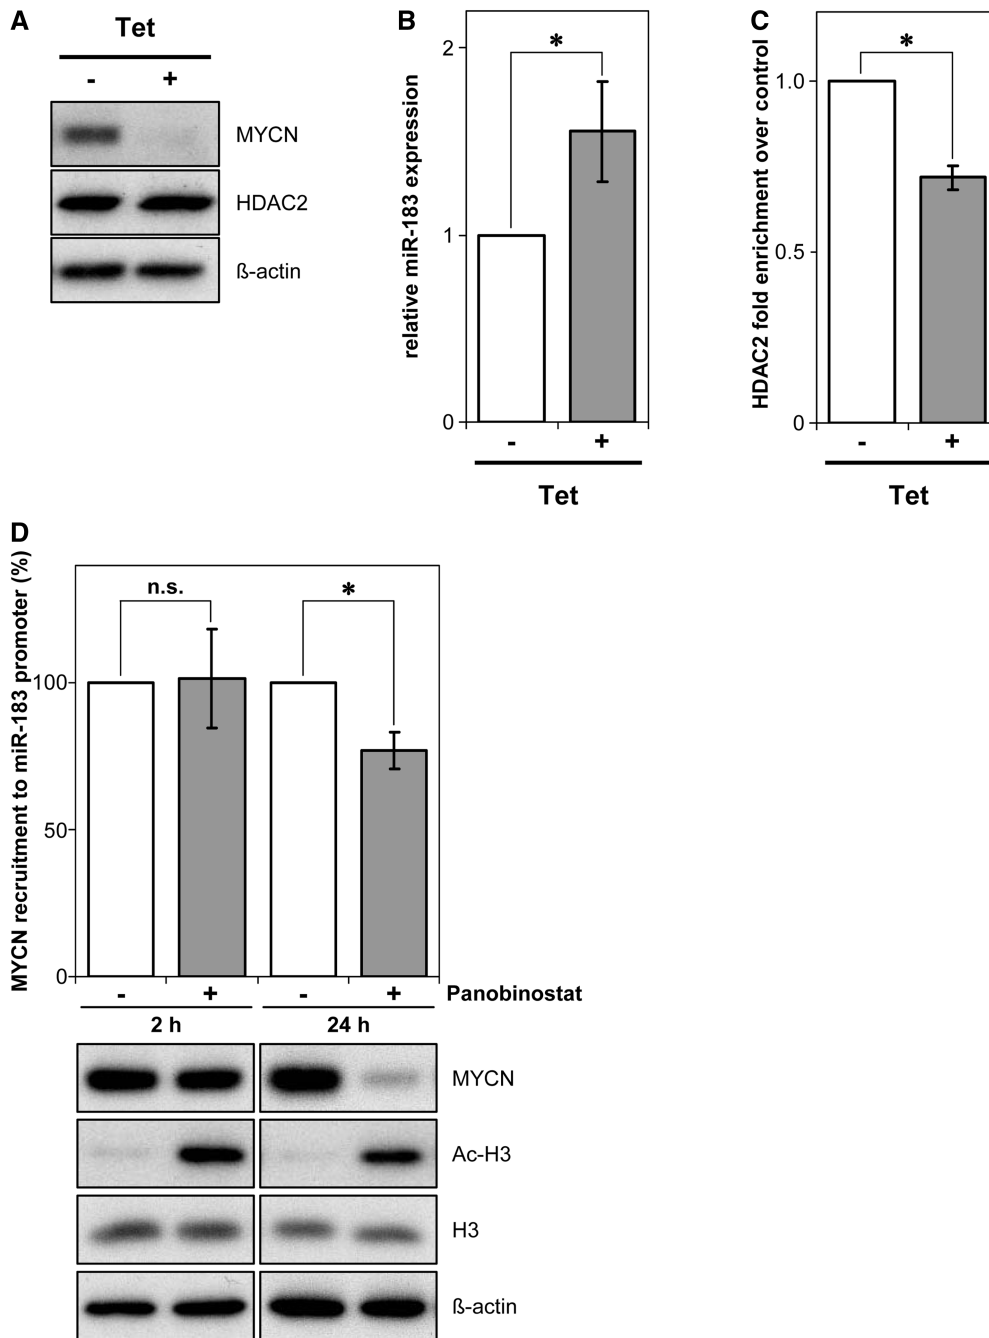 A
Tet
- +
MYCN
HDAC2
ß-actin
B
relative miR-183 expression
2
1
0
*
- +
Tet
C
HDAC2 fold enrichment over control
1.0
0.5
0
*
- +
Tet
D
MYCN recruitment to miR-183 promoter (%)
100
50
0
n.s.
*
- + - + Panobinostat
2 h 24 h
MYCN
Ac-H3
H3
ß-actin